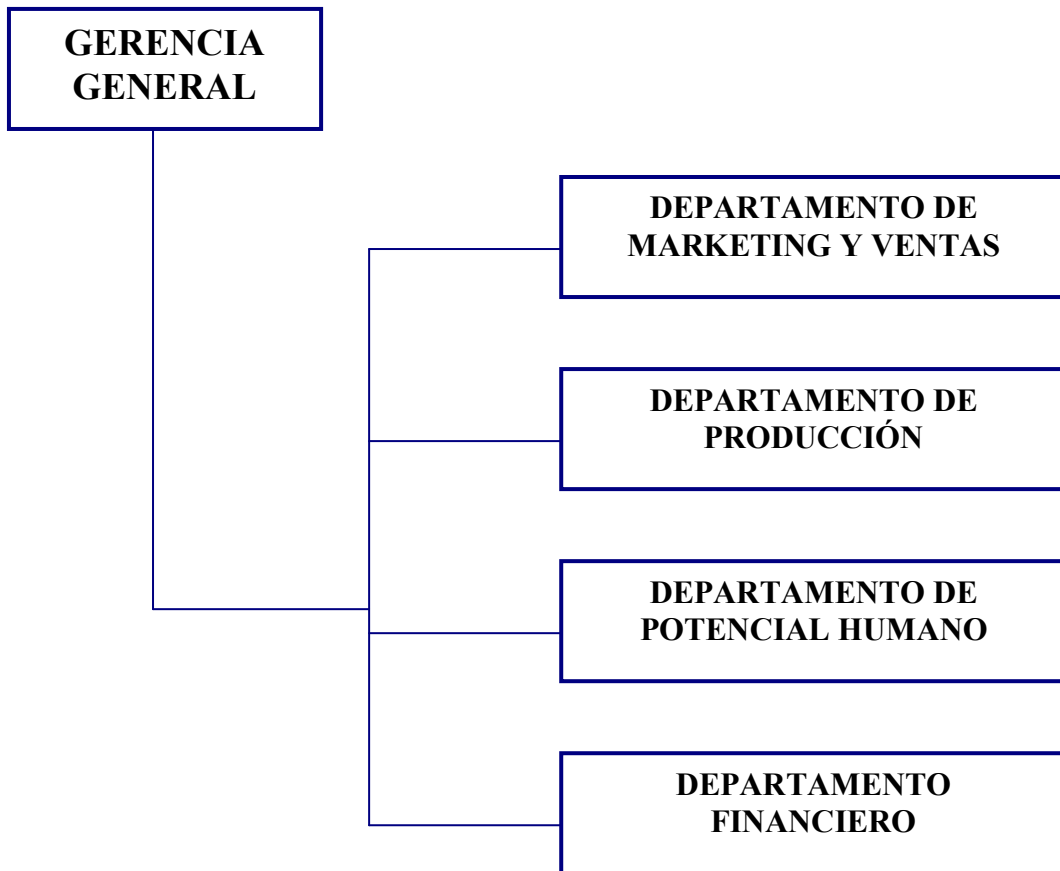 GERENCIA
GENERAL
DEPARTAMENTO DE
MARKETING Y VENTAS
DEPARTAMENTO DE
PRODUCCIÓN
DEPARTAMENTO DE
POTENCIAL HUMANO
DEPARTAMENTO
FINANCIERO